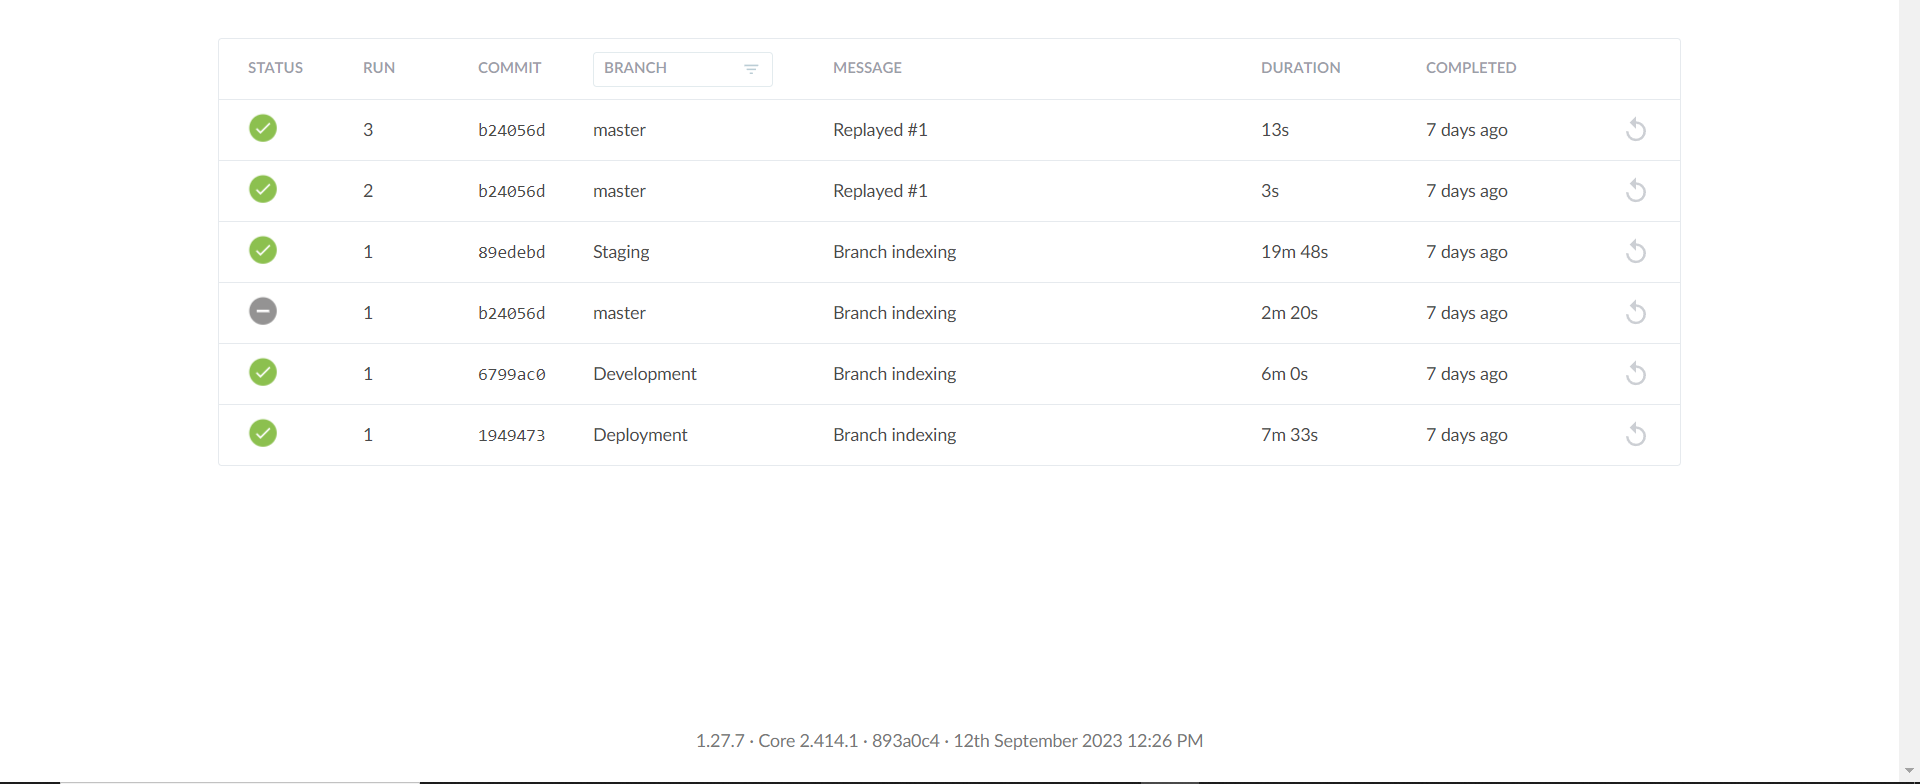 STATUS RUN COMMIT BRANCH MESSAGE DURATION COMPLETED
3 b24056d master Replayed #1 13s 7 days ago
2 b24056d master Replayed #1 3s 7 days ago
1 89edebd Staging Branch indexing 19m 48s 7 days ago
1 b24056d master Branch indexing 2m 20s 7 days ago
1 6799ac0 Development Branch indexing 6m 0s 7 days ago
1 1949473 Deployment Branch indexing 7m 33s 7 days ago
1.27.7 · Core 2.414.1 · 893a0c4 · 12th September 2023 12:26 PM